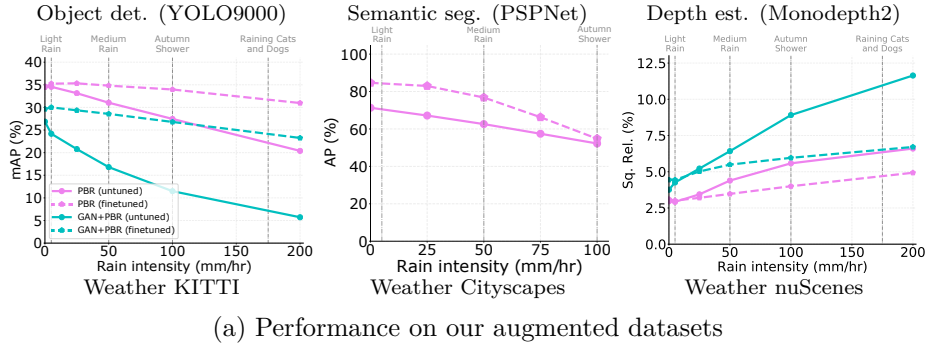 Object det. (YOLO9000)
Light Rain
Medium Rain
Autumn Shower
Raining Cats and Dogs
mAP (%)
40
35
30
25
20
15
10
5
0
PBR (untuned)
PBR (finetuned)
GAN+PBR (untuned)
GAN+PBR (finetuned)
0 50 100 150 200
Rain intensity (mm/hr)
Weather KITTI
Semantic seg. (PSPNet)
Light Rain
Medium Rain
Autumn Shower
AP (%)
100
80
60
40
20
0
0 25 50 75 100
Rain intensity (mm/hr)
Weather Cityscapes
Depth est. (Monodepth2)
Light Rain
Medium Rain
Autumn Shower
Raining Cats and Dogs
Sq. Rel. (%)
12.5
10.0
7.5
5.0
2.5
0.0
0 50 100 150 200
Rain intensity (mm/hr)
Weather nuScenes
(a) Performance on our augmented datasets